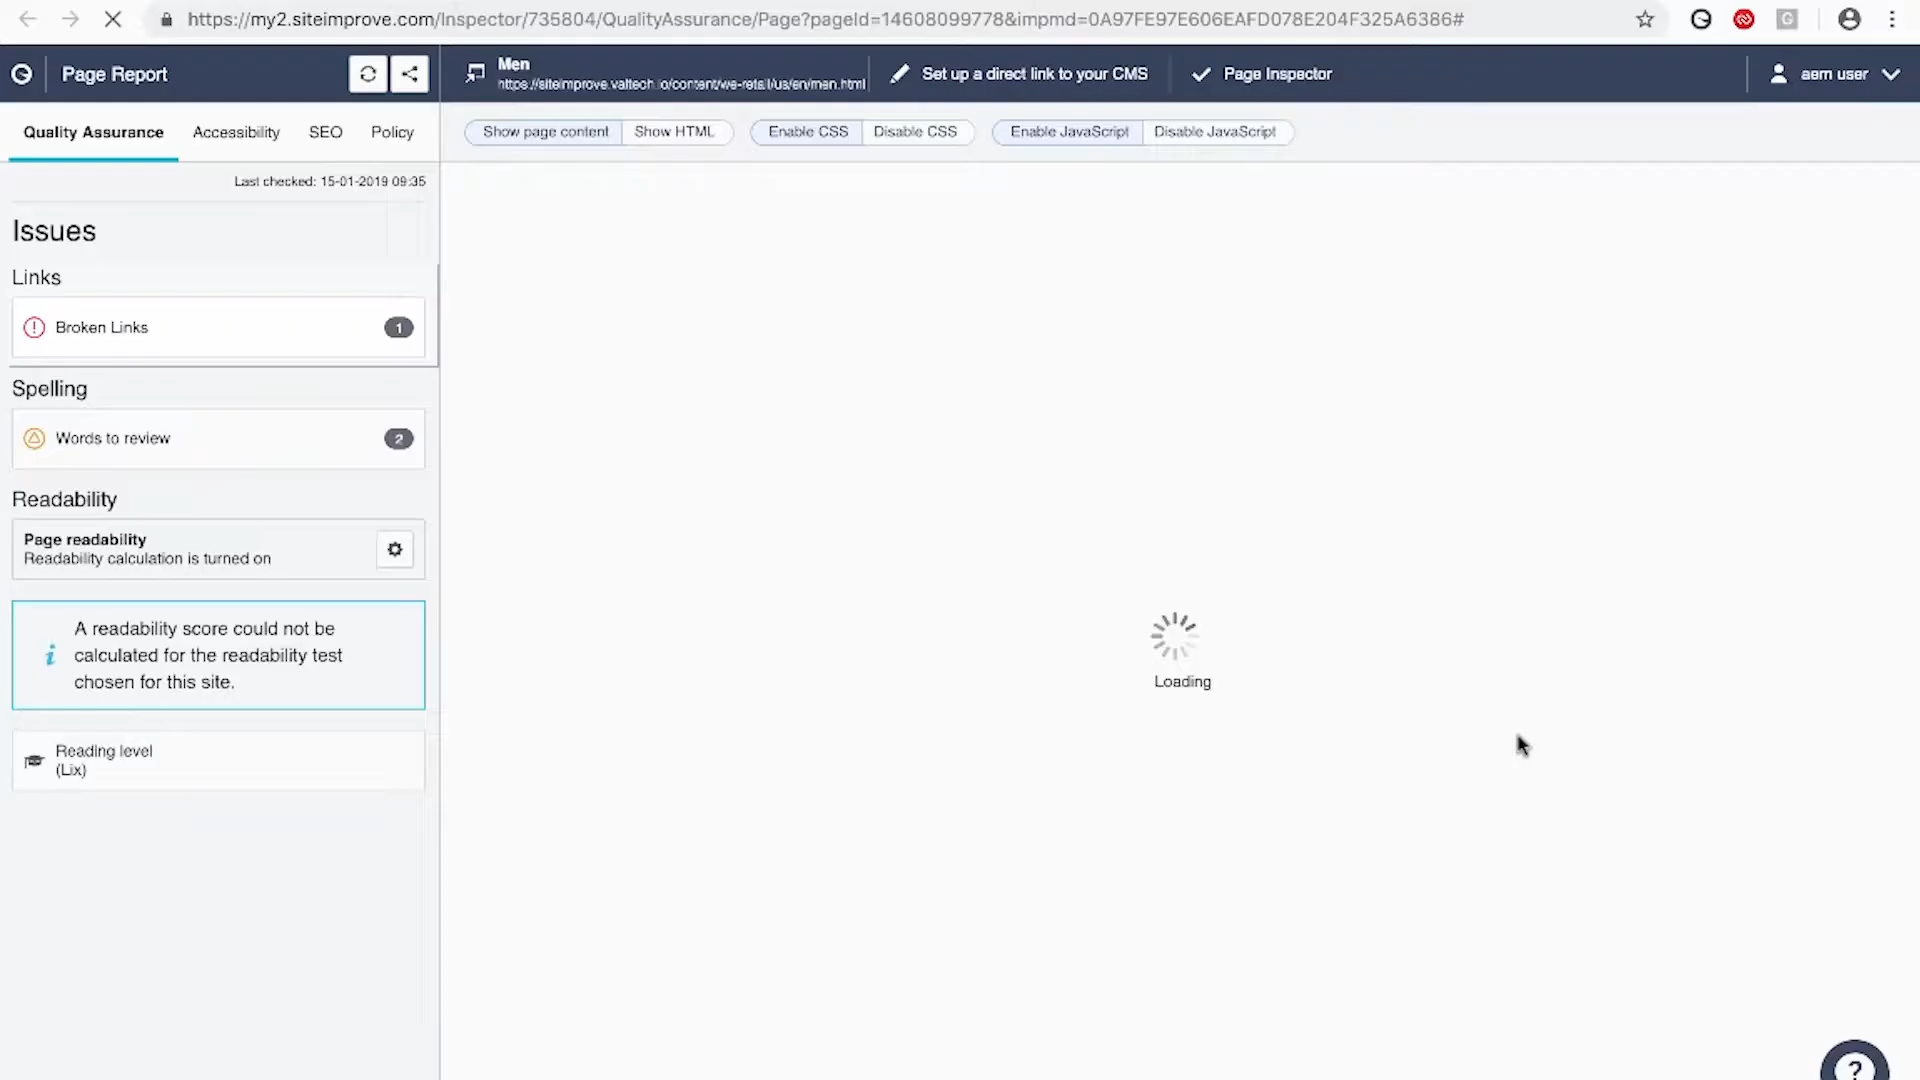 https://my2.siteimprove.com/Inspector/735804/QualityAssurance/Page?pageId=14608099778&impmd=0A97FE97E606EAFD078E204F325A6386#
Page Report
Men
https://siteimprove.valtech.io/content/we-retail/us/en/men.html
Set up a direct link to your CMS
Page Inspector
aem user
Quality Assurance
Accessibility
SEO
Policy
Show page content
Show HTML
Enable CSS
Disable CSS
Enable JavaScript
Disable JavaScript
Last checked: 15-01-2019 09:35
Issues
Links
Broken Links
1
Spelling
Words to review
2
Readability
Page readability
Readability calculation is turned on
A readability score could not be
calculated for the readability test
chosen for this site.
Reading level
(Lix)
Loading
?